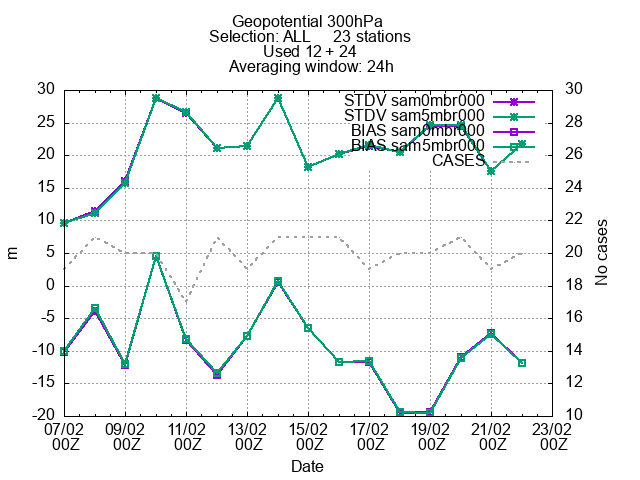 Geopotential 300hPa
Selection: ALL 23 stations
Used 12 + 24
Averaging window: 24h
STDV sam0mbr000
STDV sam5mbr000
BIAS sam0mbr000
BIAS sam5mbr000
CASES
30
25
20
15
10
5
0
-5
-10
-15
-20
m
30
28
26
24
22
20
18
16
14
12
10
No cases
07/02 09/02 11/02 13/02 15/02 17/02 19/02 21/02 23/02
00Z 00Z 00Z 00Z 00Z 00Z 00Z 00Z 00Z
Date